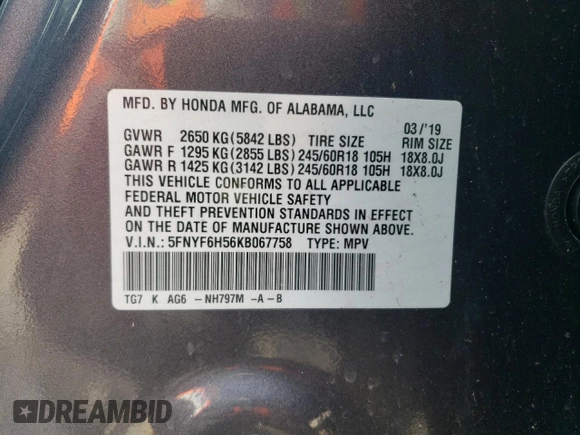 MFD. BY HONDA MFG. OF ALABAMA, LLC
03/'19
GVWR 2650 KG (5842 LBS) TIRE SIZE RIM SIZE
GAWR F 1295 KG (2855 LBS) 245/60R18 105H 18X8.0J
GAWR R 1425 KG (3142 LBS) 245/60R18 105H 18X8.0J
THIS VEHICLE CONFORMS TO ALL APPLICABLE
FEDERAL MOTOR VEHICLE SAFETY
AND THEFT PREVENTION STANDARDS IN EFFECT
ON THE DATE OF MANUFACTURE SHOWN ABOVE.
V.I.N.: 5FNYF6H56KB067758 TYPE: MPV
TG7 K AG6 -NH797M -A-B
DREAMBID